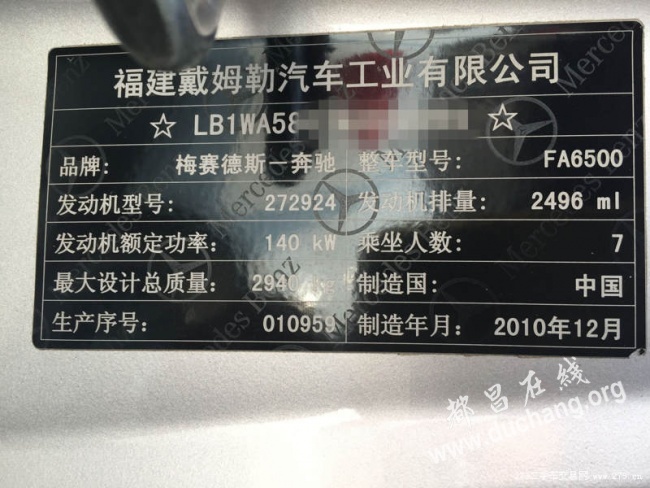 福建戴姆勒汽车工业有限公司
☆ LB1WA58 ☆
品牌: 梅赛德斯－奔驰 整车型号: FA6500
发动机型号: 272924 发动机排量: 2496 ml
发动机额定功率: 140 kW 乘坐人数: 7
最大设计总质量: 2940 kg 制造国: 中国
生产序号: 010959 制造年月: 2010年12月
Mercedes Benz
都昌在线
www.duchang.org